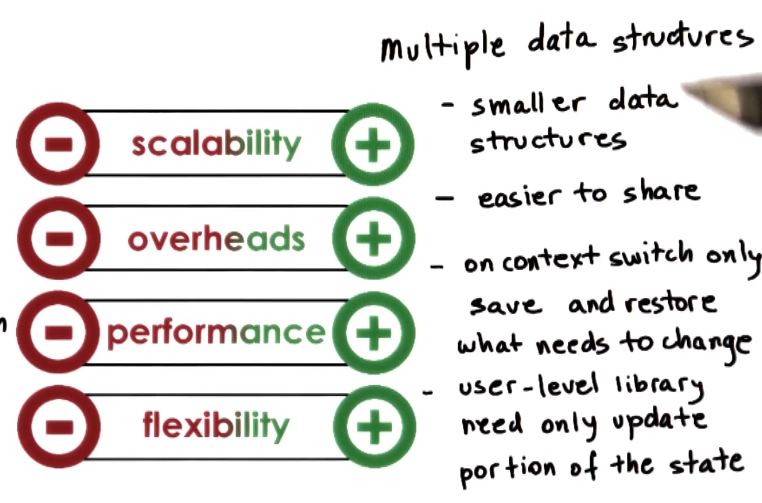 multiple data structures
- smaller data
structures
- easier to share
- on context switch only
save and restore
what needs to change
- user-level library
need only update
portion of the state
scalability
overheads
performance
flexibility